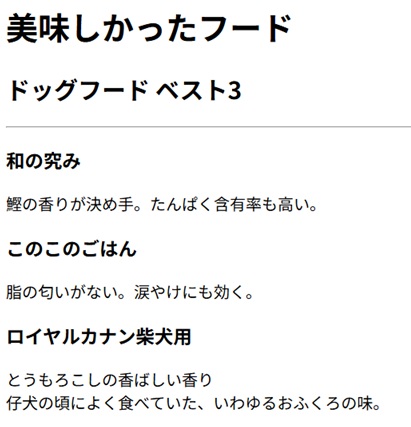 美味しかったフード
ドッグフード ベスト3
和の究み
鰹の香りが決め手。たんぱく含有率も高い。
このこのごはん
脂の匂いがない。涙やけにも効く。
ロイヤルカナン柴犬用
とうもろこしの香ばしい香り
仔犬の頃によく食べていた、いわゆるおふくろの味。